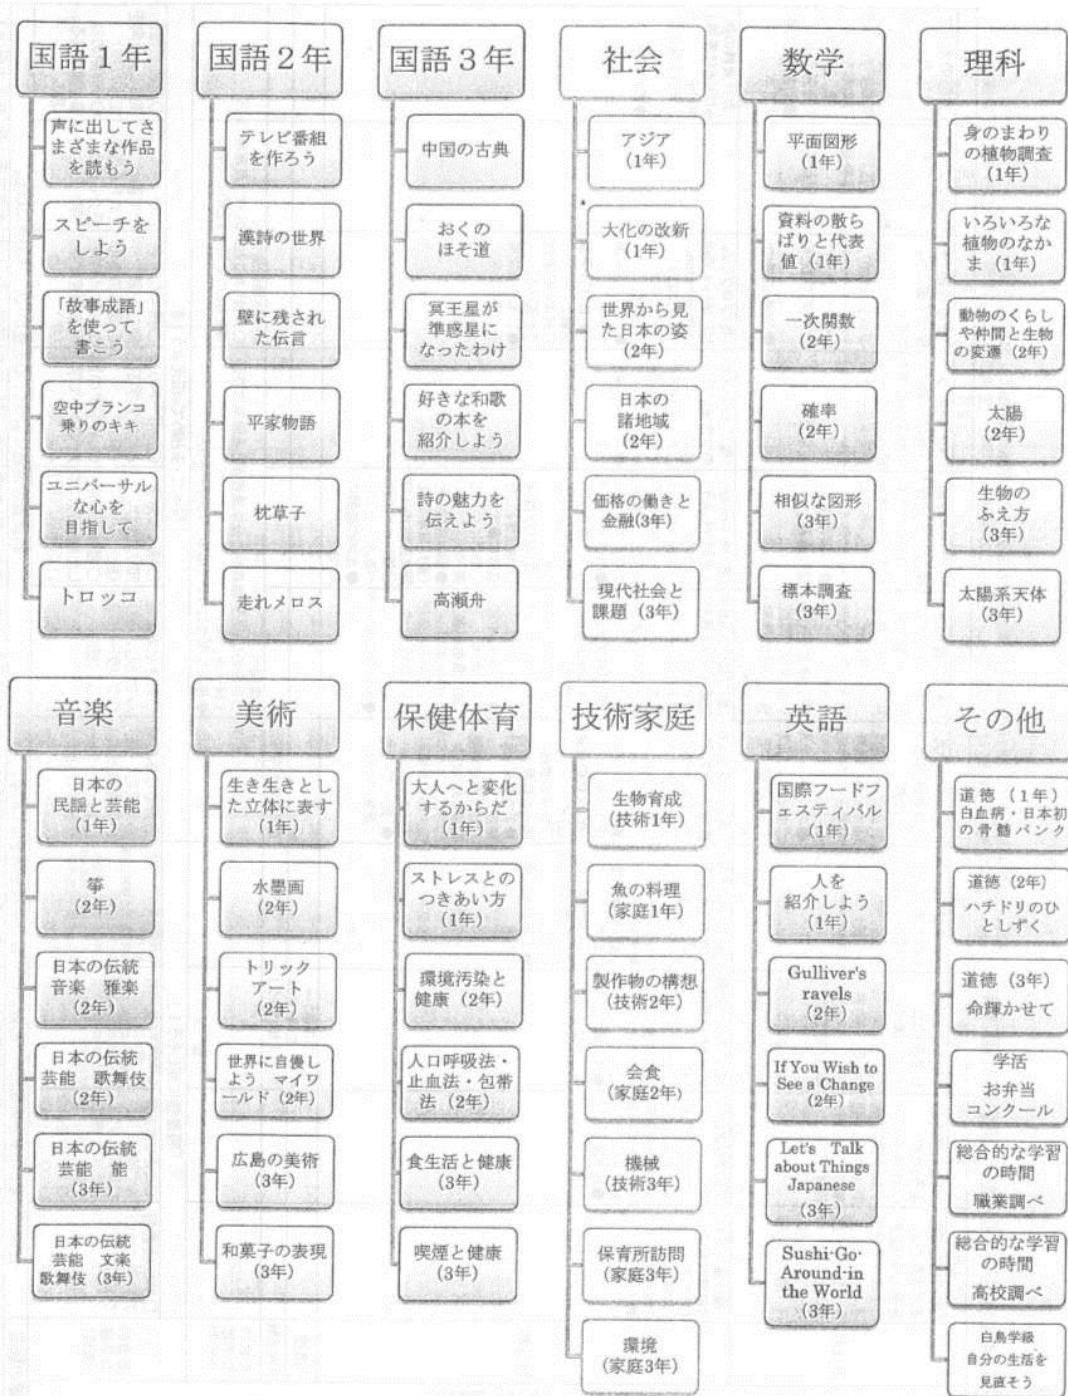 国語１年
声に出してさ
まざまな作品
を読もう
スピーチを
しよう
「故事成語」
を使って
書こう
空中ブランコ
乗りのキキ
ユニバーサル
な心を
目指して
トロッコ
国語２年
テレビ番組
を作ろう
漢詩の世界
壁に残され
た伝言
平家物語
枕草子
走れメロス
国語３年
中国の古典
おくの
ほそ道
冥王星が
準惑星に
なったわけ
好きな和歌
の本を
紹介しよう
詩の魅力を
伝えよう
高瀬舟
社会
アジア
(1年)
大化の改新
(1年)
世界から見
た日本の姿
(2年)
日本の
諸地域
(2年)
価格の働きと
金融(3年)
現代社会と
課題 (3年)
数学
平面図形
(1年)
資料の散ら
ばりと代表
値 (1年)
一次関数
(2年)
確率
(2年)
相似な図形
(3年)
標本調査
(3年)
理科
身のまわり
の植物調査
(1年)
いろいろな
植物のなか
ま (1年)
動物のくらし
や仲間と生物
の変遷 (2年)
太陽
(2年)
生物の
ふえ方
(3年)
太陽系天体
(3年)
音楽
日本の
民謡と芸能
(1年)
箏
(2年)
日本の伝統
音楽 雅楽
(2年)
日本の伝統
芸能 歌舞伎
(2年)
日本の伝統
芸能 能
(3年)
日本の伝統
芸能 文楽
歌舞伎 (3年)
美術
生き生きとし
た立体に表す
(1年)
水墨画
(2年)
トリック
アート
(2年)
世界に自慢し
よう マイワ
ールド (2年)
広島の美術
(3年)
和菓子の表現
(3年)
保健体育
大人へと変化
するからだ
(1年)
ストレスとの
つきあい方
(1年)
環境汚染と
健康 (2年)
人口呼吸法・
止血法・包帯
法 (2年)
食生活と健康
(3年)
喫煙と健康
(3年)
技術家庭
生物育成
(技術1年)
魚の料理
(家庭1年)
製作物の構想
(技術2年)
会食
(家庭2年)
機械
(技術3年)
保育所訪問
(家庭3年)
環境
(家庭3年)
英語
国際フードフ
ェスティバル
(1年)
人を
紹介しよう
(1年)
Gulliver's
ravels
(2年)
If You Wish to
See a Change
(2年)
Let's Talk
about Things
Japanese
(3年)
Sushi-Go-
Around-in
the World
(3年)
その他
道徳 (1年)
白血病・日本初
の骨髄バンク
道徳 (2年)
ハチドリのひ
としずく
道徳 (3年)
命輝かせて
学活
お弁当
コンクール
総合的な学習
の時間
職業調べ
総合的な学習
の時間
高校調べ
白鳥学級
自分の生活を
見直そう